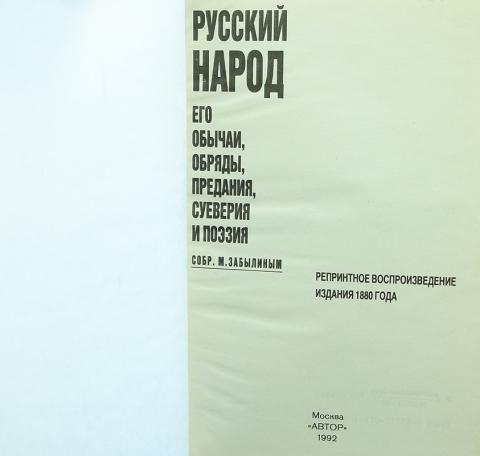 РУССКИЙ
НАРОД
ЕГО
ОБЫЧАИ,
ОБРЯДЫ,
ПРЕДАНИЯ,
СУЕВЕРИЯ
И ПОЭЗИЯ
СОБР. М.ЗАБЫЛИНЫМ
РЕПРИНТНОЕ ВОСПРОИЗВЕДЕНИЕ
ИЗДАНИЯ 1880 ГОДА
Москва
«АВТОР»
1992